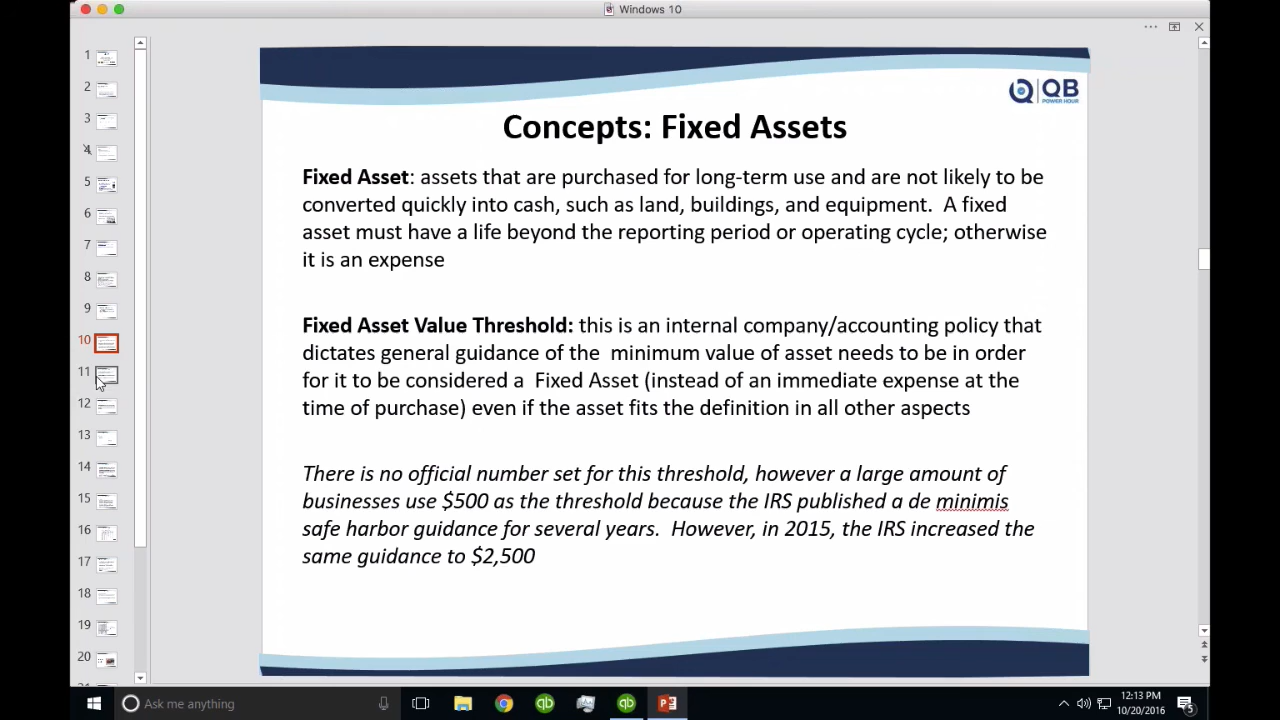 Windows 10
1
2
3
4
5
6
7
8
9
10
11
12
13
14
15
16
17
18
19
20
QB
POWER HOUR
Concepts: Fixed Assets
Fixed Asset: assets that are purchased for long-term use and are not likely to be
converted quickly into cash, such as land, buildings, and equipment.  A fixed
asset must have a life beyond the reporting period or operating cycle; otherwise
it is an expense
Fixed Asset Value Threshold: this is an internal company/accounting policy that
dictates general guidance of the  minimum value of asset needs to be in order
for it to be considered a  Fixed Asset (instead of an immediate expense at the
time of purchase) even if the asset fits the definition in all other aspects
There is no official number set for this threshold, however a large amount of
businesses use $500 as the threshold because the IRS published a de minimis
safe harbor guidance for several years.  However, in 2015, the IRS increased the
same guidance to $2,500
Ask me anything
qb
qb
12:13 PM
10/20/2016
5